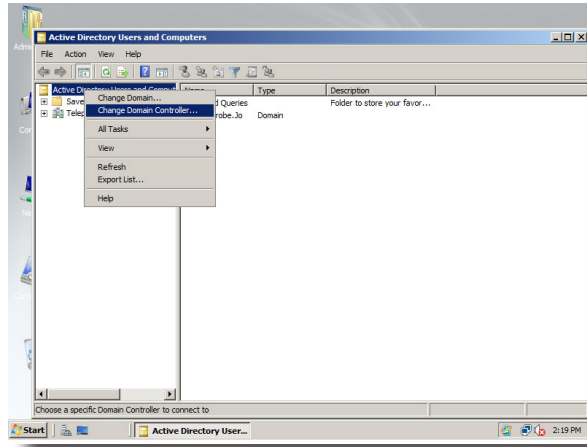 Active Directory Users and Computers
File Action View Help
Active Directory Users and Comput
Name Type Description
Save
d Queries Folder to store your favor...
Telep
robe.Jo Domain
Change Domain...
Change Domain Controller...
All Tasks
View
Refresh
Export List...
Help
Choose a specific Domain Controller to connect to
Start
Active Directory User...
2:19 PM